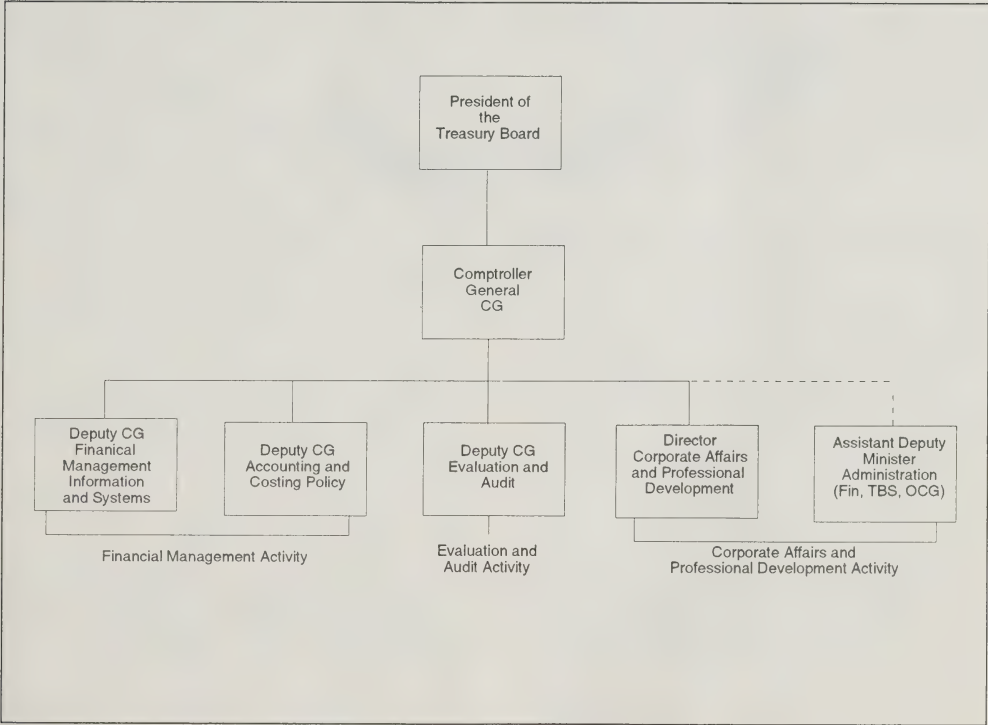 President of
the
Treasury Board
Comptroller
General
CG
Deputy CG
Finanical
Management
Information
and Systems
Deputy CG
Accounting and
Costing Policy
Deputy CG
Evaluation and
Audit
Director
Corporate Affairs
and Professional
Development
Assistant Deputy
Minister
Administration
(Fin, TBS, OCG)
Financial Management Activity
Evaluation and
Audit Activity
Corporate Affairs and
Professional Development Activity